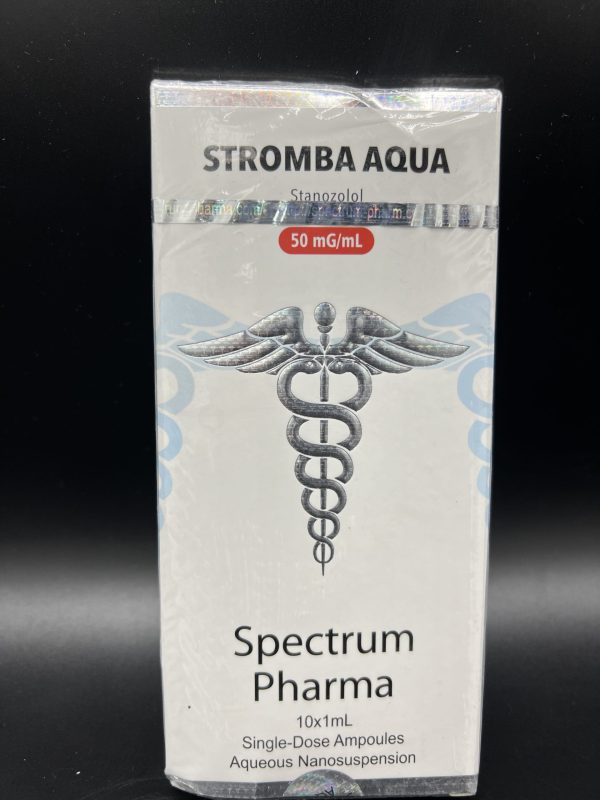 STROMBA AQUA
Stanozolol
50 mG/mL
Spectrum
Pharma
10x1mL
Single-Dose Ampoules
Aqueous Nanosuspension